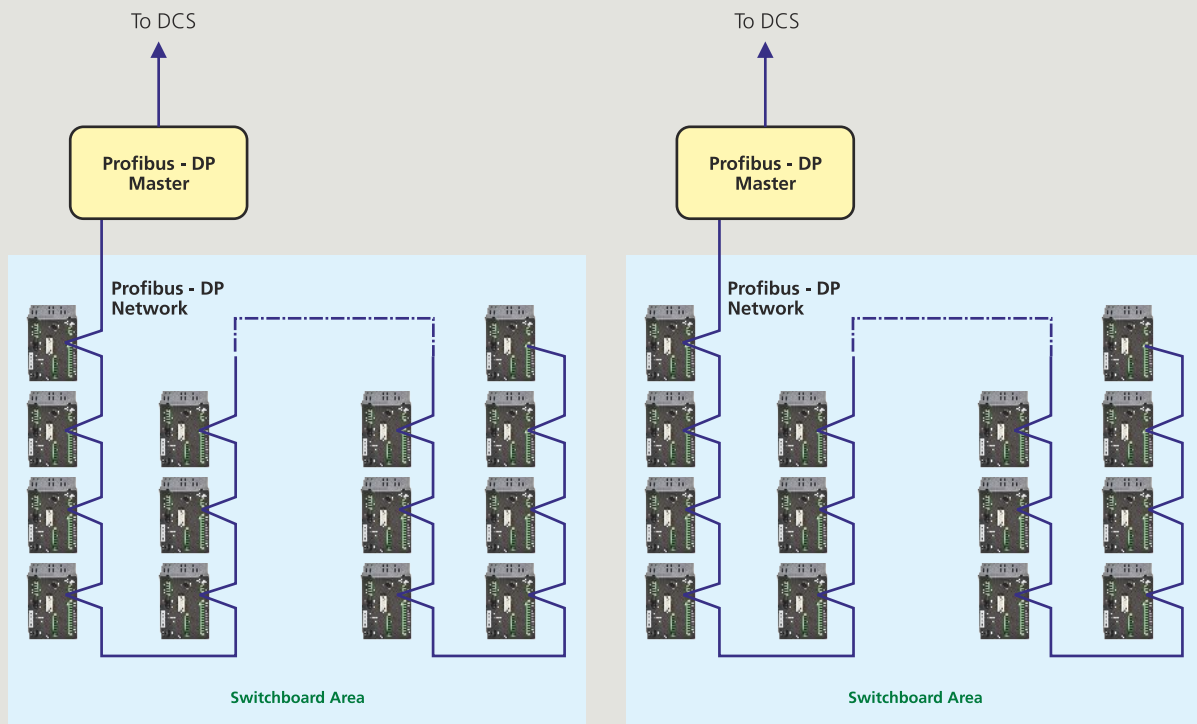 To DCS
To DCS
Profibus - DP
Master
Profibus - DP
Master
Profibus - DP
Network
Profibus - DP
Network
Switchboard Area
Switchboard Area